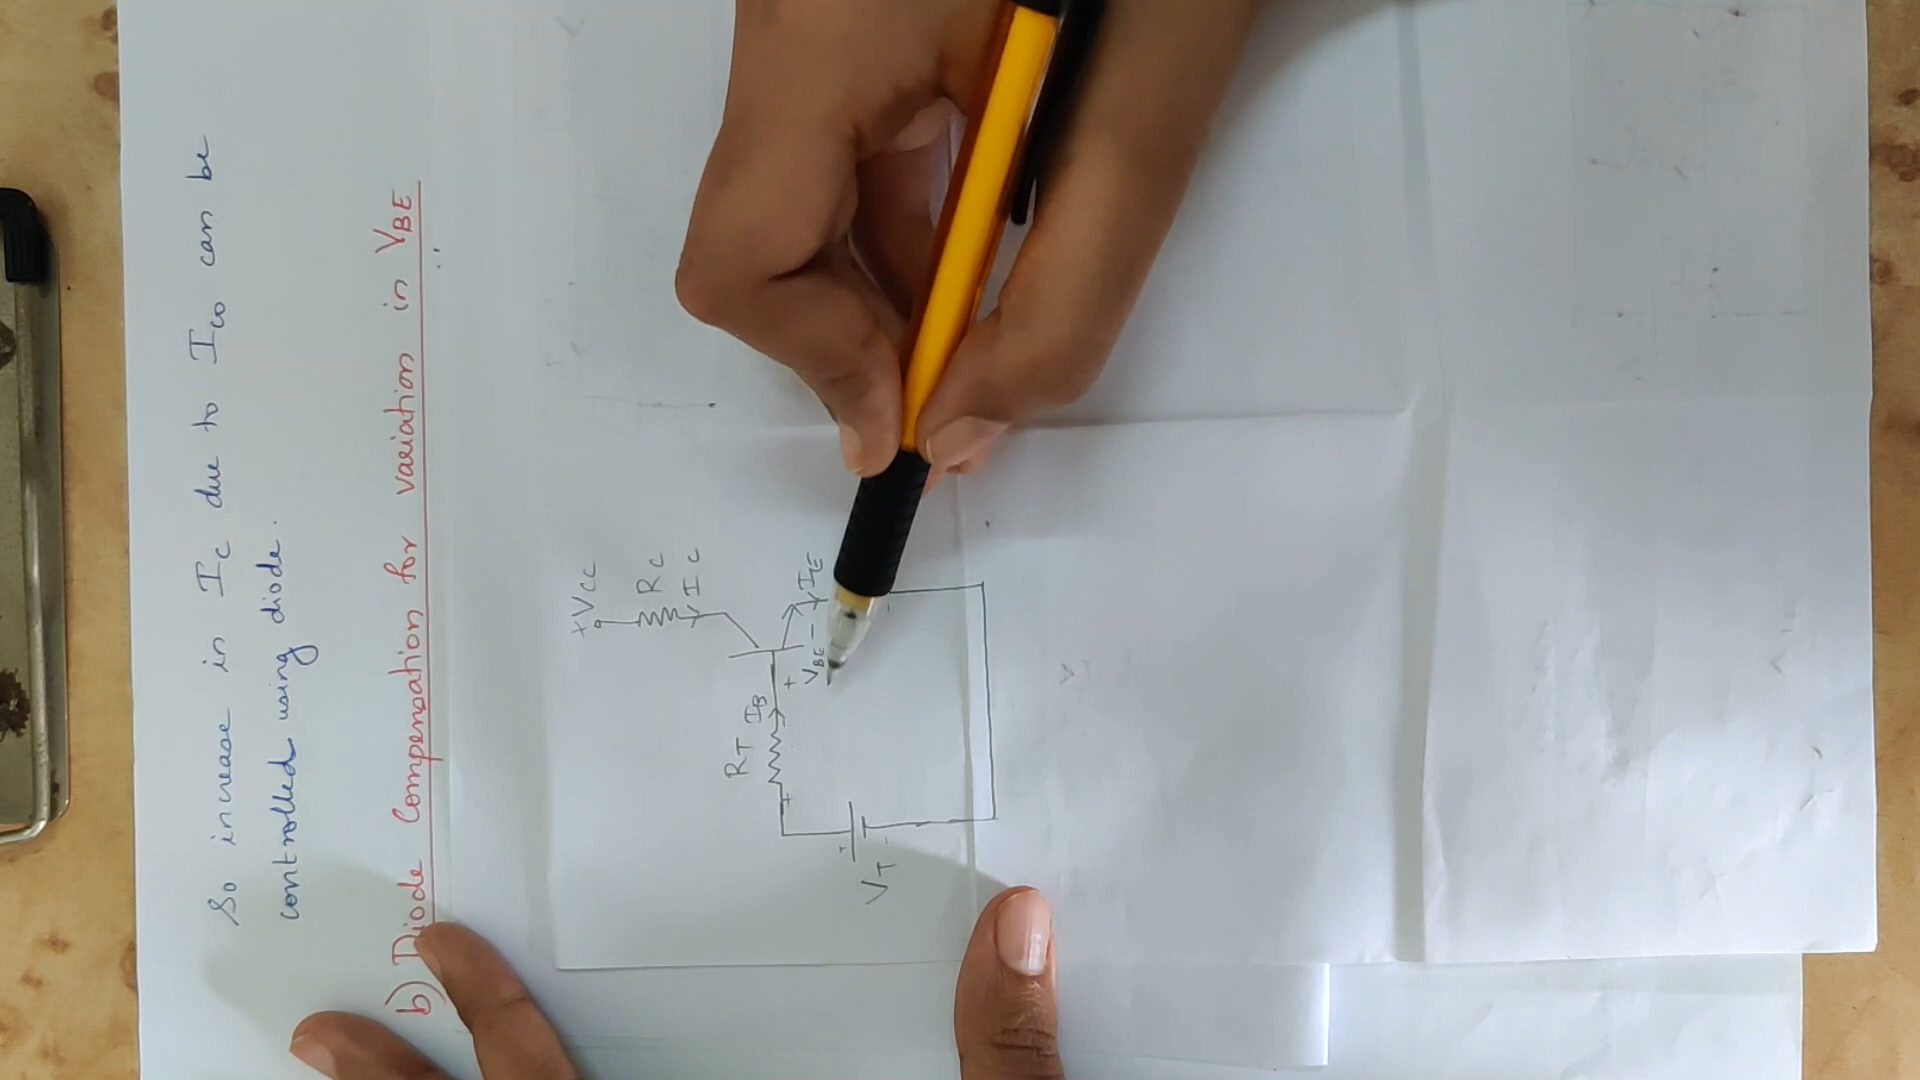 So increase in IC due to Ico can be
controlled using diode.
b) Diode Compensation for variation in VBE
+VCC
RC
IC
RT
IB
+
+
VBE -
IE
+
VT
-
-